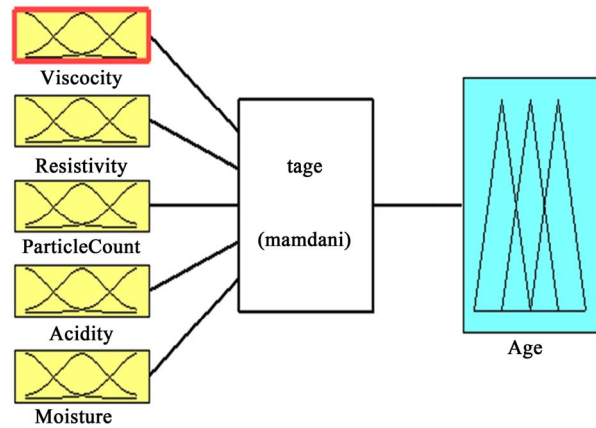 Viscocity
Resistivity
ParticleCount
Acidity
Moisture
tage
(mamdani)
Age